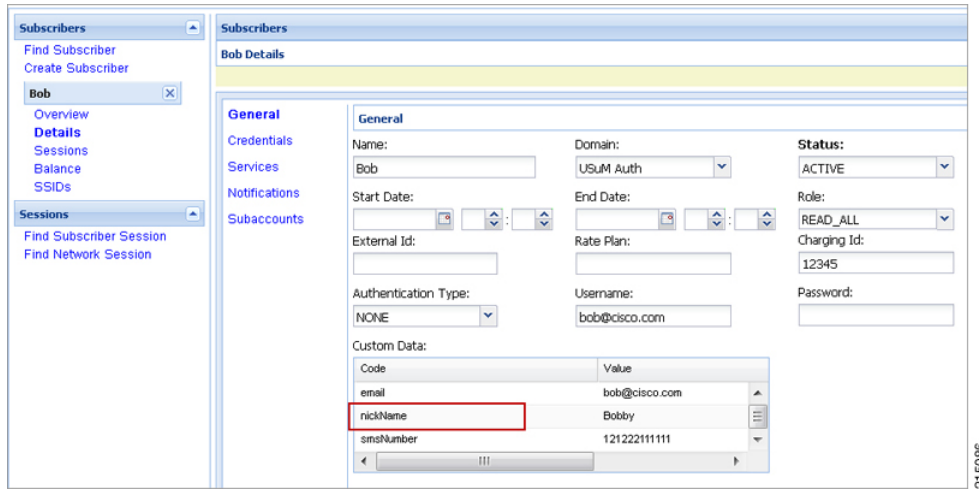 Subscribers
Find Subscriber
Create Subscriber
Bob
Overview
Details
Sessions
Balance
SSIDs
Sessions
Find Subscriber Session
Find Network Session
Subscribers
Bob Details
General
Credentials
Services
Notifications
Subaccounts
General
Name: Domain: Status:
Bob USuM Auth ACTIVE
Start Date: End Date: Role:
: : READ_ALL
External Id: Rate Plan: Charging Id:
12345
Authentication Type: Username: Password:
NONE bob@cisco.com
Custom Data:
Code Value
email bob@cisco.com
nickName Bobby
smsNumber 121222111111